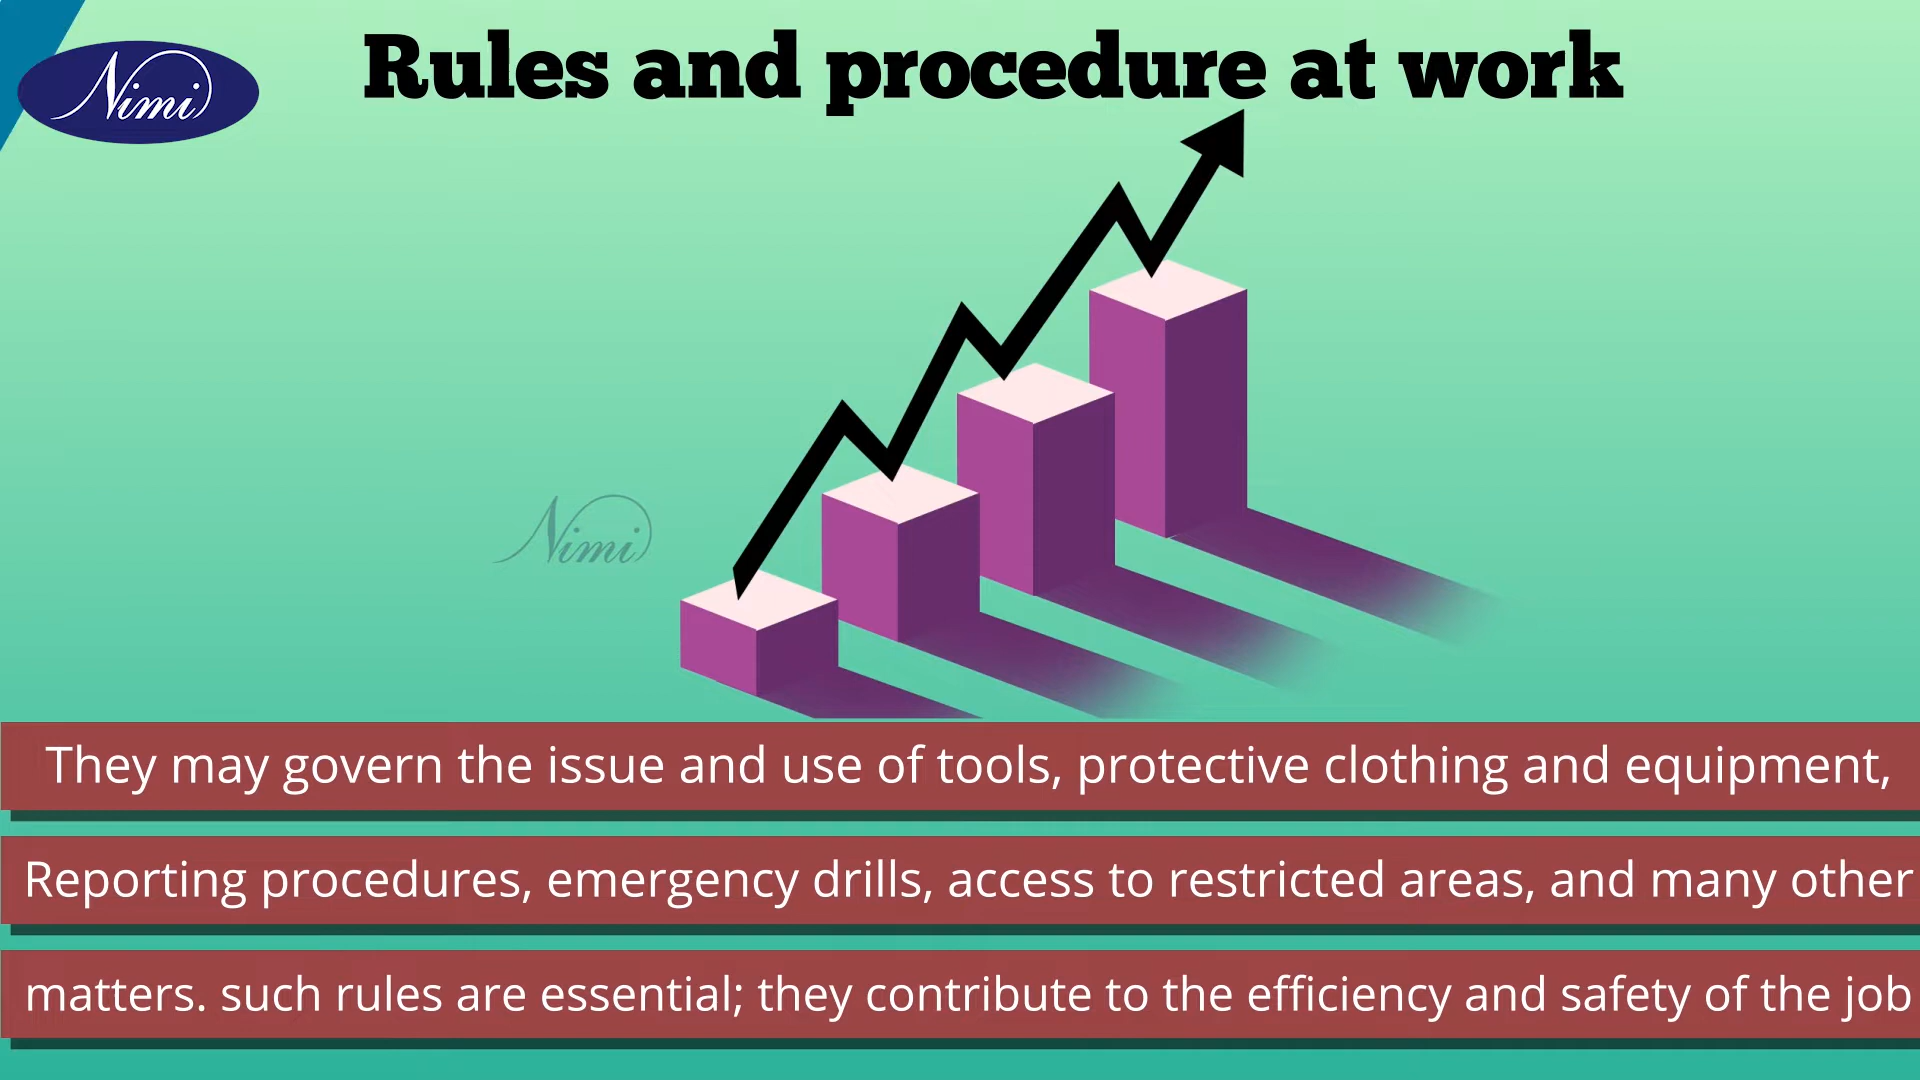 Rules and procedure at work
Nimi
Nimi
They may govern the issue and use of tools, protective clothing and equipment,
Reporting procedures, emergency drills, access to restricted areas, and many other
matters. such rules are essential; they contribute to the efficiency and safety of the job